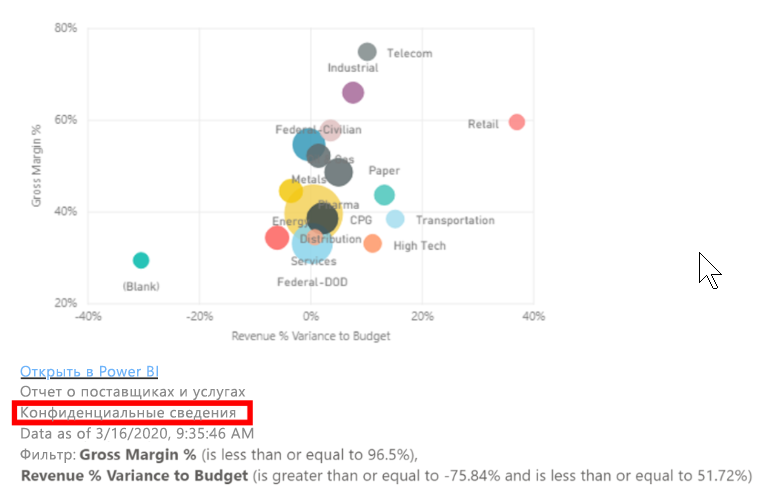 80%
Telecom
Industrial
60%
Retail
Federal-Civilian
Gas
Paper
Metals
Pharma
40%
Energy
CPG
Transportation
Distribution
High Tech
Services
(Blank)
Federal-DOD
20%
-40%
-20%
0%
20%
40%
Gross Margin %
Revenue % Variance to Budget
Открыть в Power BI
Отчет о поставщиках и услугах
Конфиденциальные сведения
Data as of 3/16/2020, 9:35:46 AM
Фильтр: Gross Margin % (is less than or equal to 96.5%),
Revenue % Variance to Budget (is greater than or equal to -75.84% and is less than or equal to 51.72%)